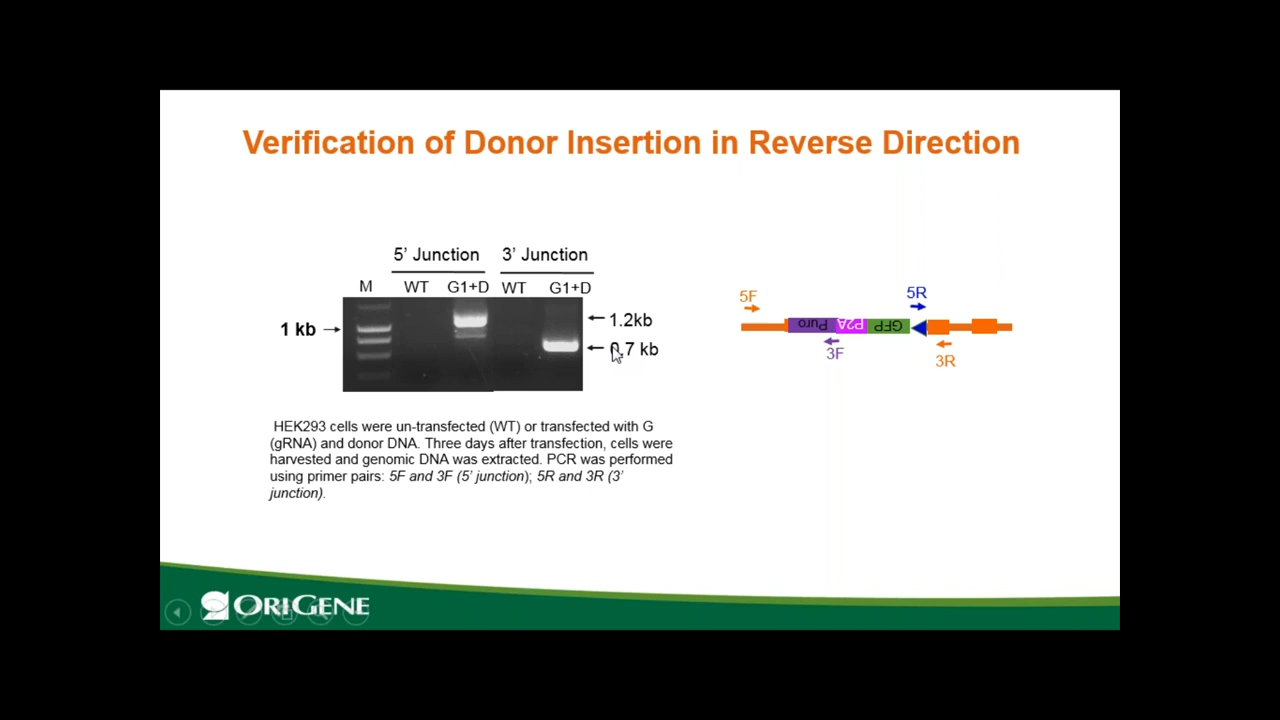 Verification of Donor Insertion in Reverse Direction
5’ Junction
3’ Junction
M
WT
G1+D
WT
G1+D
1 kb
1.2kb
0.7 kb
5F
5R
Puro
P2A
GFP
3F
3R
HEK293 cells were un-transfected (WT) or transfected with G
(gRNA) and donor DNA. Three days after transfection, cells were
harvested and genomic DNA was extracted. PCR was performed
using primer pairs: 5F and 3F (5’ junction); 5R and 3R (3’
junction).
ORIGENE